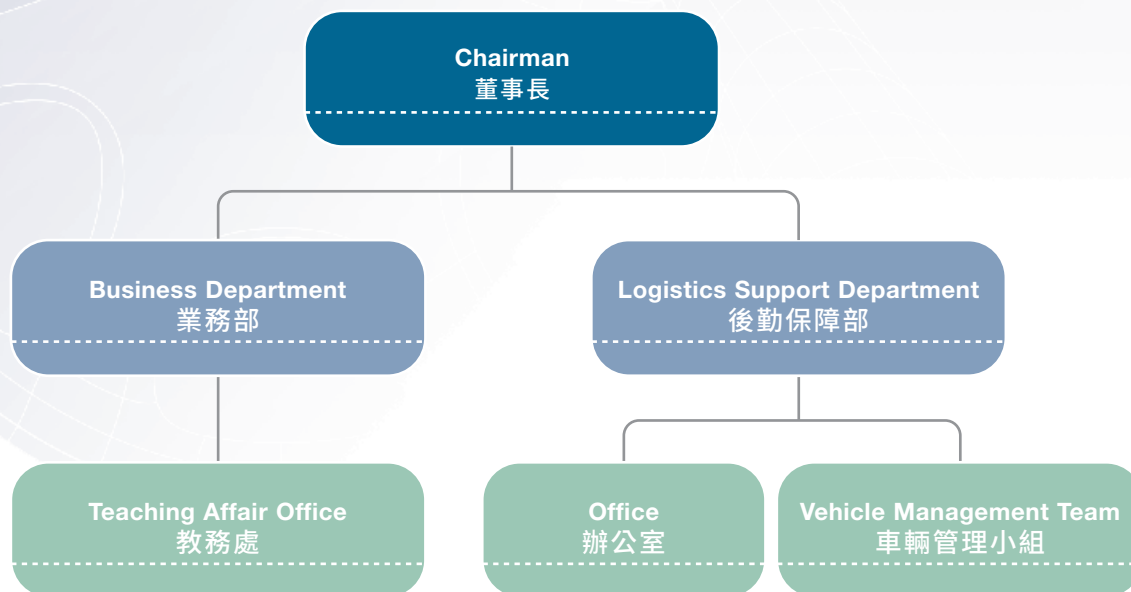 Chairman
董事長
Business Department
業務部
Logistics Support Department
後勤保障部
Teaching Affair Office
教務處
Office
辦公室
Vehicle Management Team
車輛管理小組